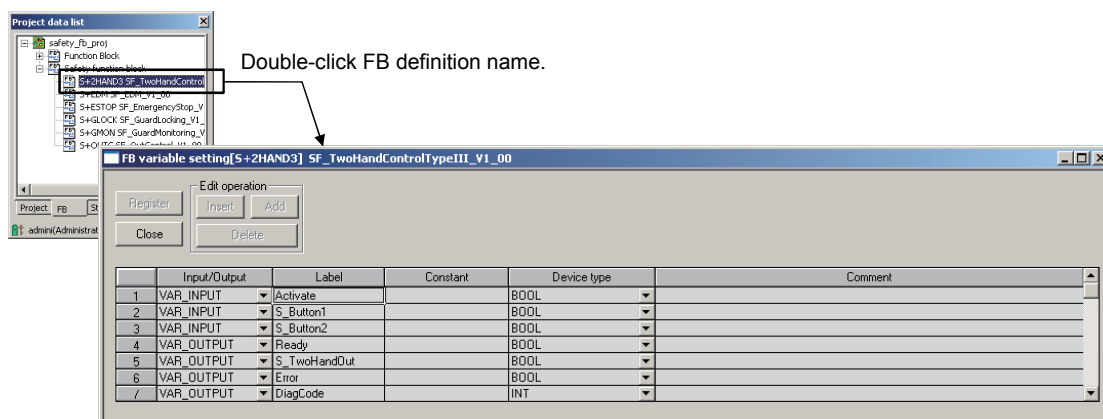 Project data list
safety_fb_proj
Function Block
Safety function block
S+2HAND3 SF_TwoHandControl
S+EDM SF_EDM_V1_00
S+ESTOP SF_EmergencyStop_V
S+GLOCK SF_GuardLocking_V1_
S+GMON SF_GuardMonitoring_V
S+OUTC SF_OutControl_V1_00
Project FB St
admini(Administrat
Double-click FB definition name.
FB variable setting[S+2HAND3] SF_TwoHandControlTypeIII_V1_00
Edit operation
Register Insert Add
Close Delete
Input/Output Label Constant Device type Comment
1 VAR_INPUT Activate BOOL
2 VAR_INPUT S_Button1 BOOL
3 VAR_INPUT S_Button2 BOOL
4 VAR_OUTPUT Ready BOOL
5 VAR_OUTPUT S_TwoHandOut BOOL
6 VAR_OUTPUT Error BOOL
7 VAR_OUTPUT DiagCode INT